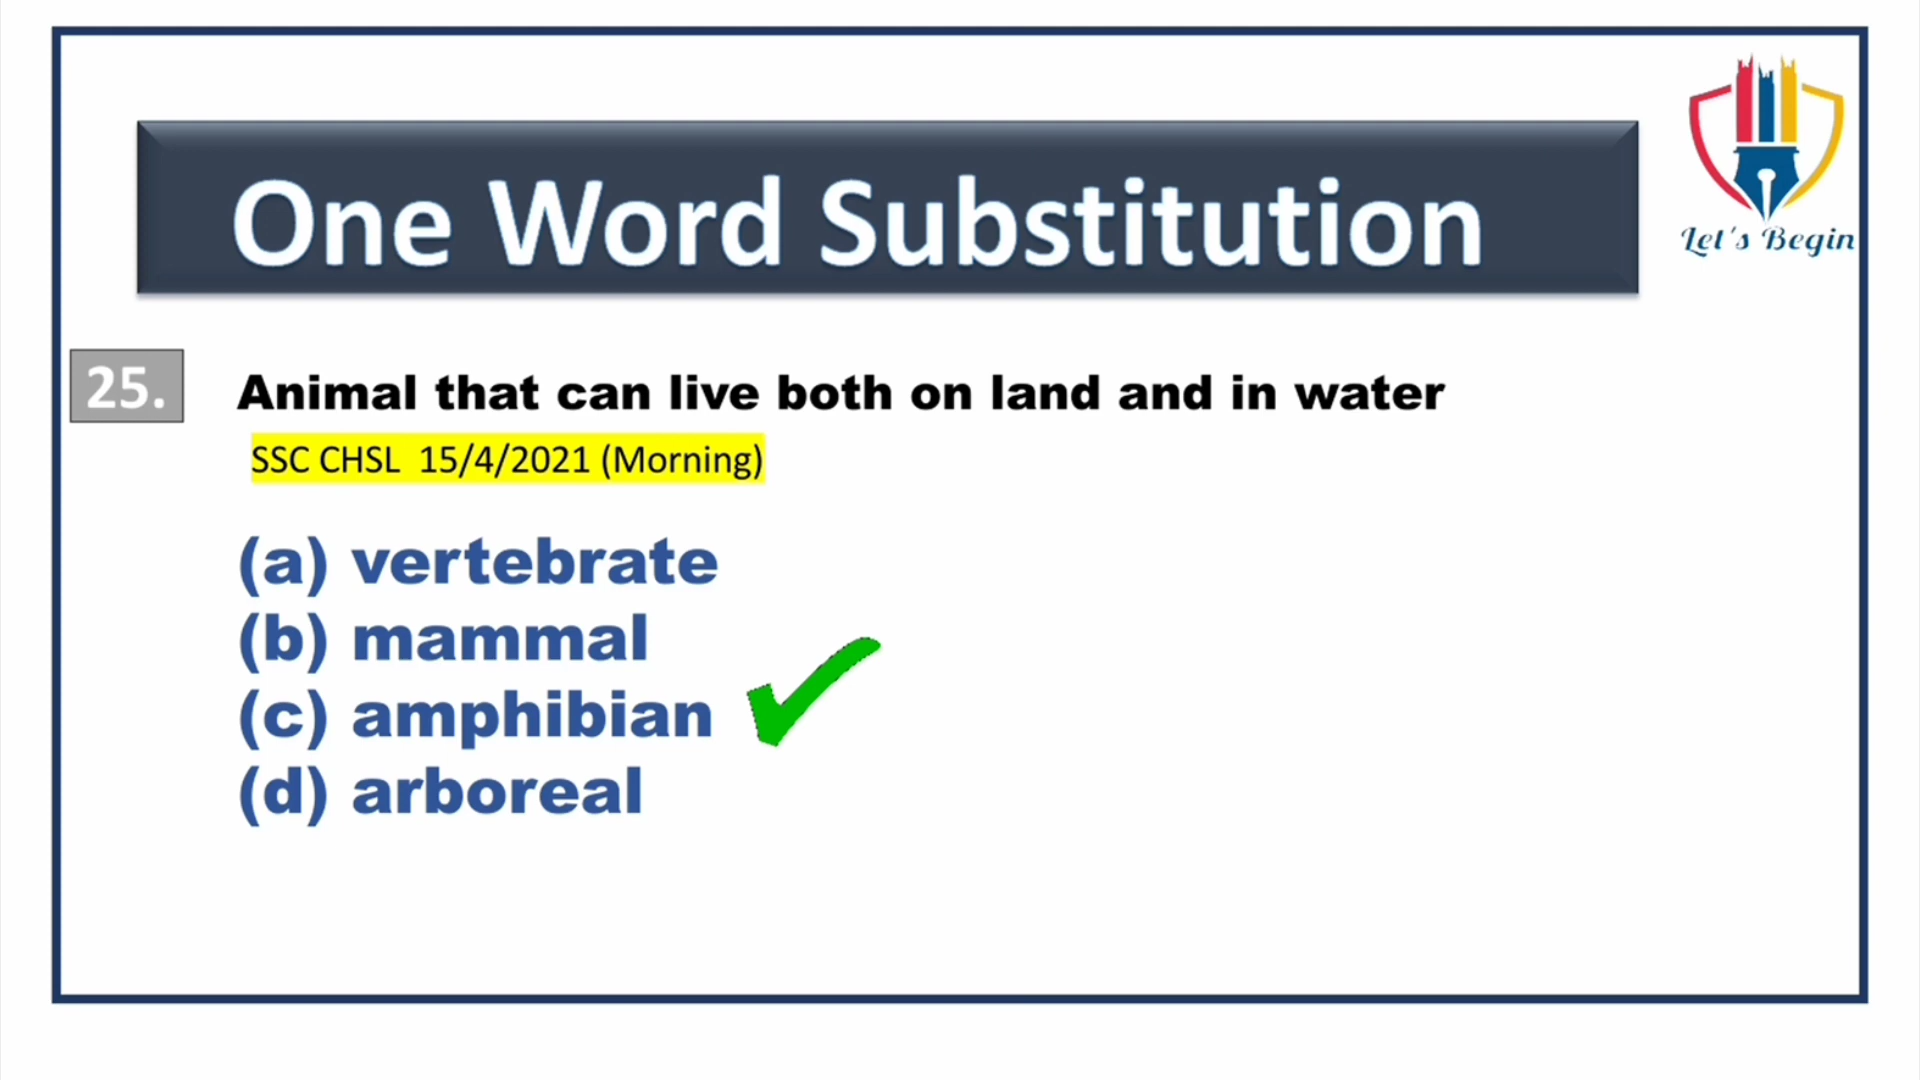 One Word Substitution
Let's Begin
25. Animal that can live both on land and in water
SSC CHSL 15/4/2021 (Morning)
(a) vertebrate
(b) mammal
(c) amphibian
(d) arboreal